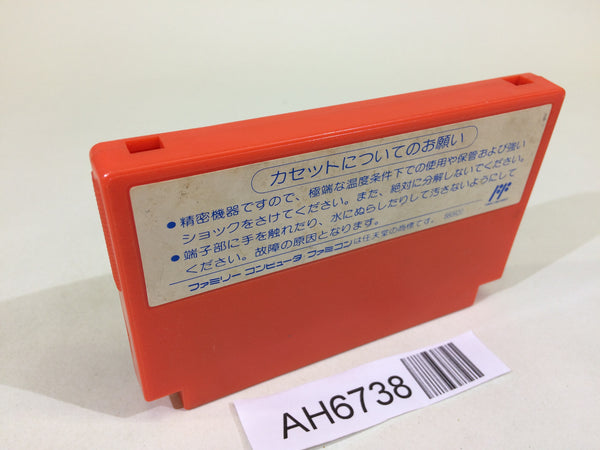 カセットについてのお願い
● 精密機器ですので、極端な温度条件下での使用や保管および強い
ショックをさけてください。また、絶対に分解しないでください。
● 端子部に手を触れたり、水にぬらしたりして汚さないようにして
ください。故障の原因となります。
ファミリーコンピュータ・ファミコンは任天堂の商標です。
AH6738